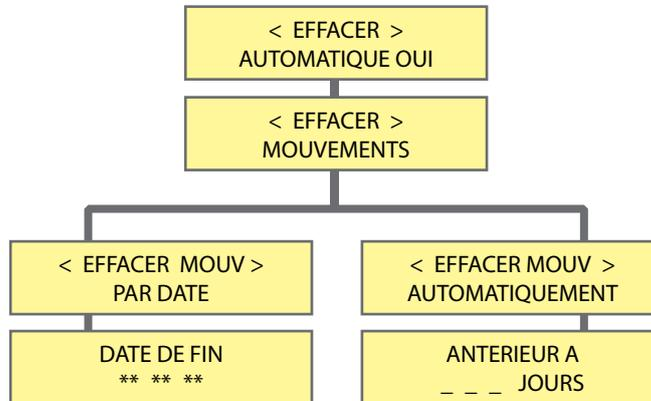 < EFFACER >
AUTOMATIQUE OUI
< EFFACER >
MOUVEMENTS
< EFFACER MOUV >
PAR DATE
DATE DE FIN
** ** **
< EFFACER MOUV >
AUTOMATIQUEMENT
ANTERIEUR A
_ _ _ JOURS